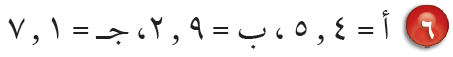 ٦ أ = ٤ , ٥ ، ب = ٩ , ٢، جـ = ١ , ٧